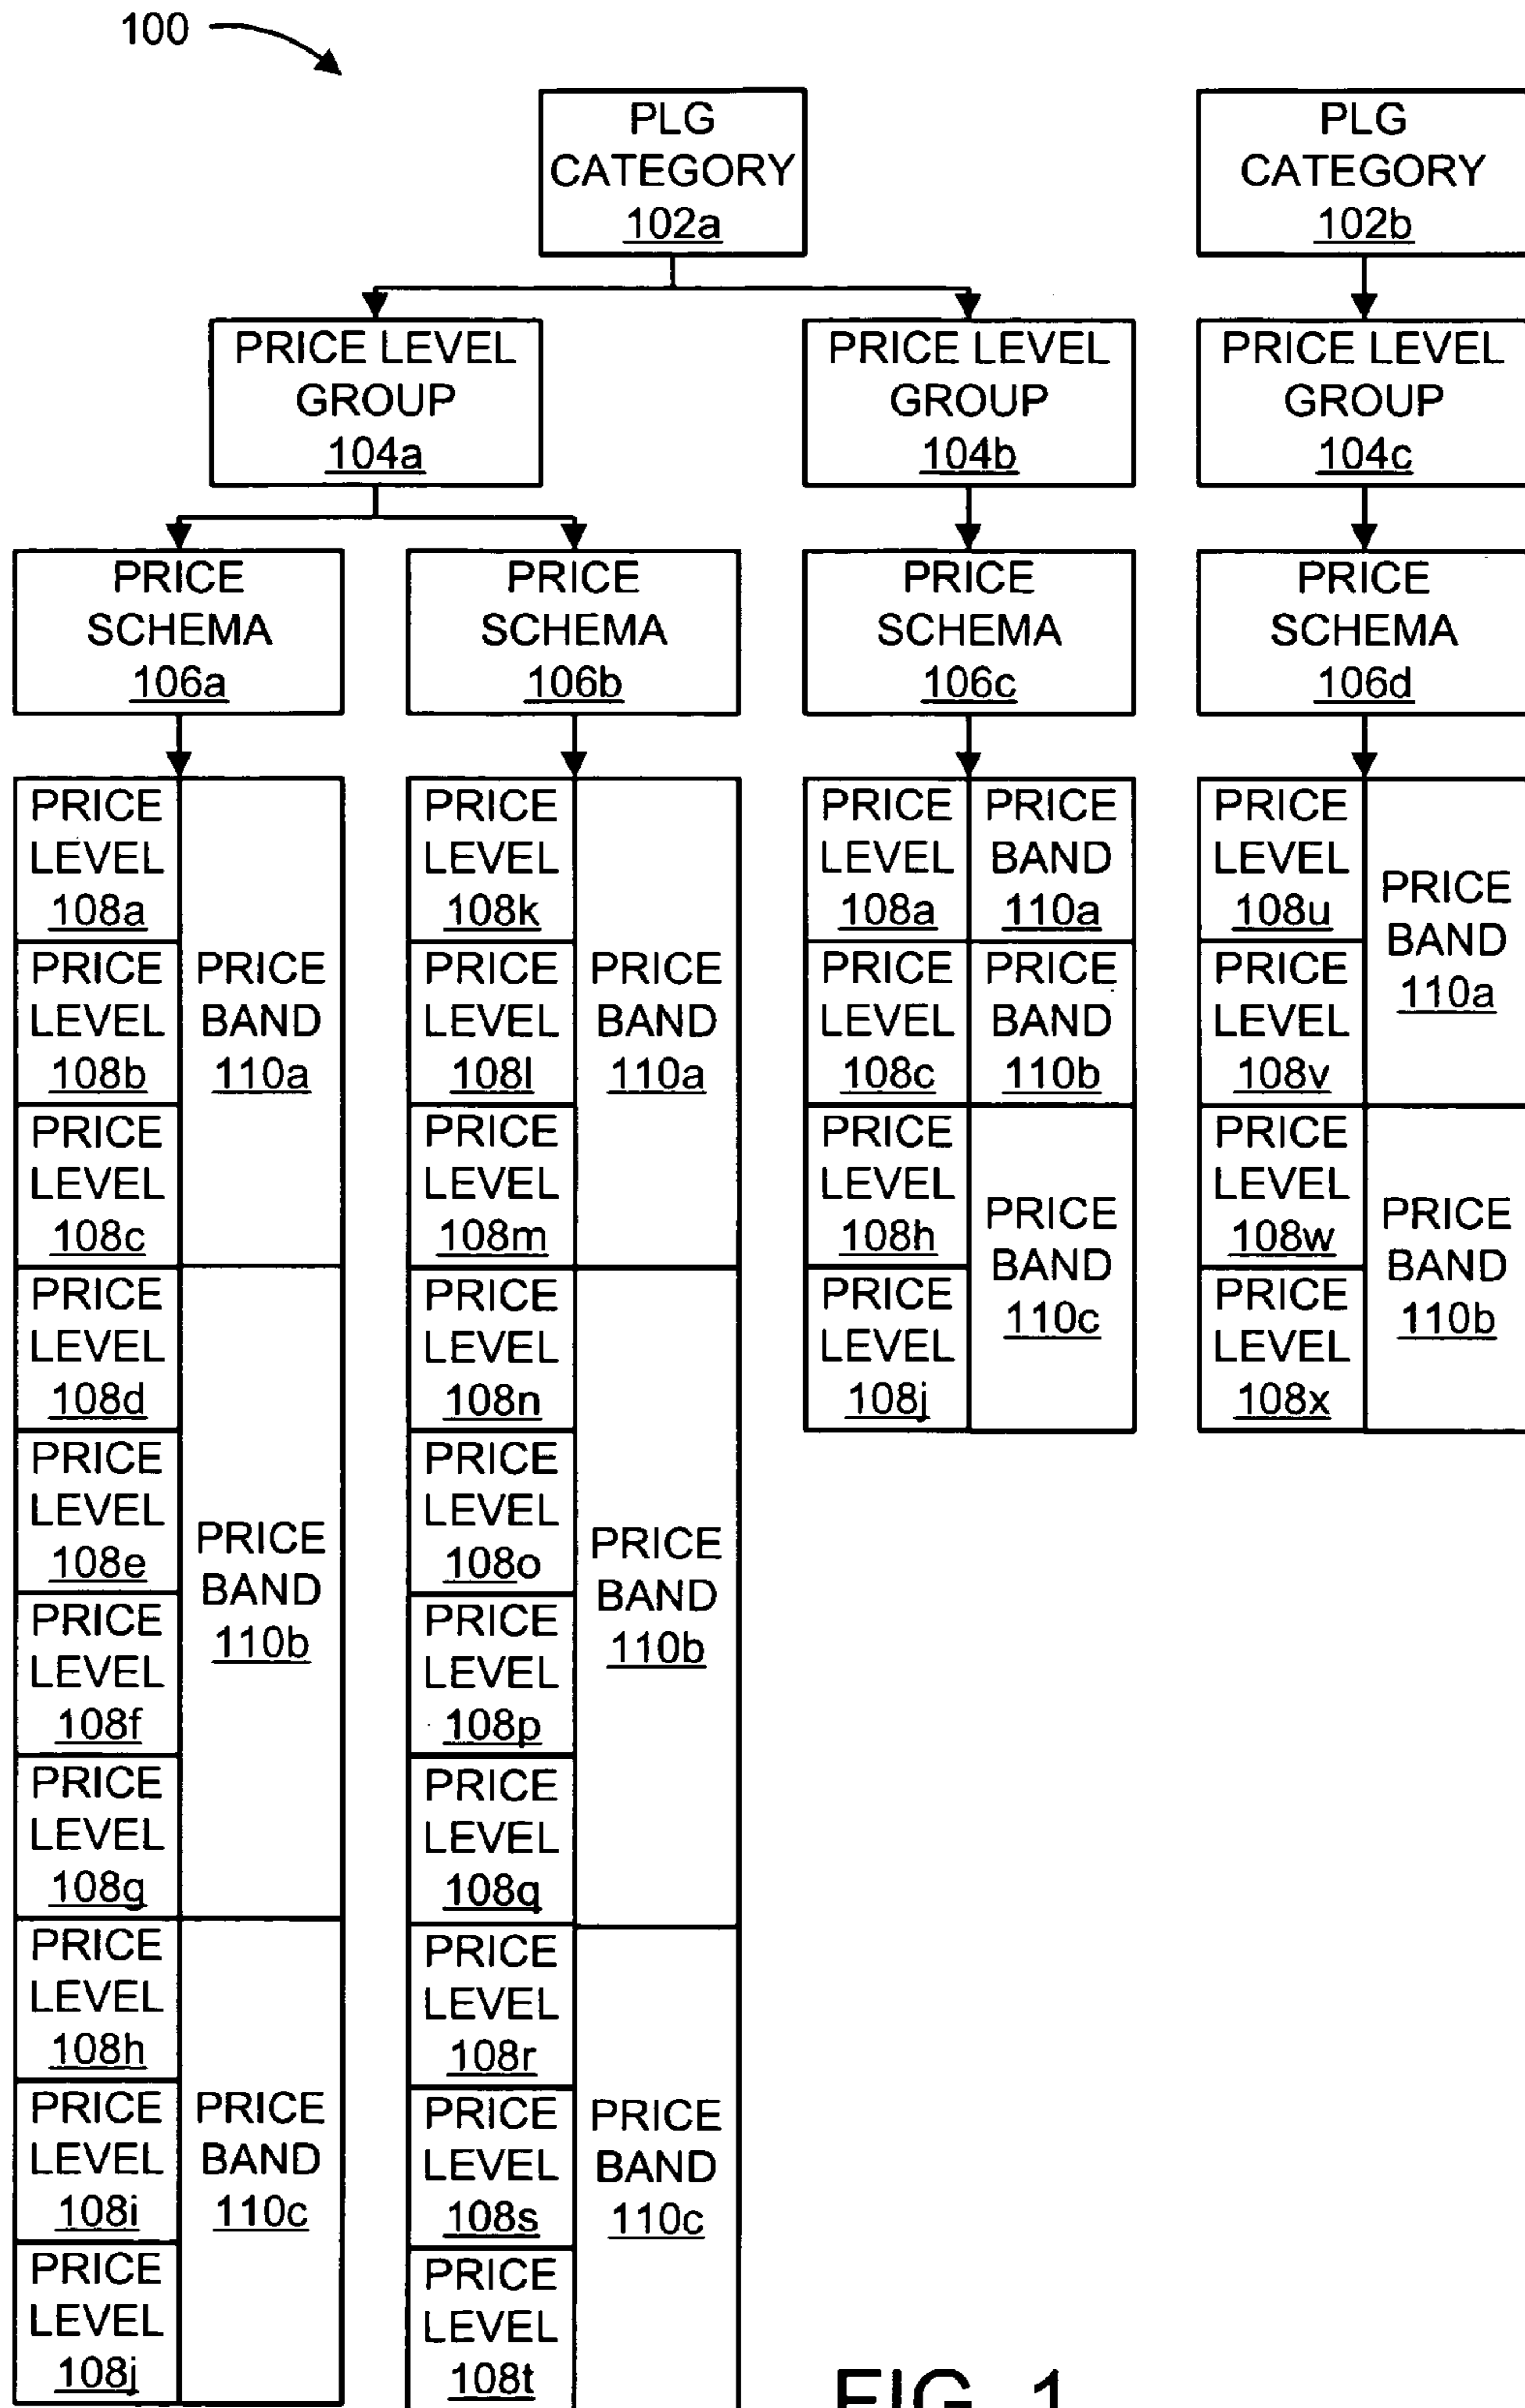 100
PLG
CATEGORY
102a
PLG
CATEGORY
102b
PRICE LEVEL
GROUP
104a
PRICE LEVEL
GROUP
104b
PRICE LEVEL
GROUP
104c
PRICE
SCHEMA
106a
PRICE
SCHEMA
106b
PRICE
SCHEMA
106c
PRICE
SCHEMA
106d
PRICE
LEVEL
108a
PRICE
LEVEL
108b
PRICE
LEVEL
108c
PRICE
BAND
110a
PRICE
LEVEL
108d
PRICE
LEVEL
108e
PRICE
LEVEL
108f
PRICE
LEVEL
108g
PRICE
BAND
110b
PRICE
LEVEL
108h
PRICE
LEVEL
108i
PRICE
LEVEL
108j
PRICE
BAND
110c
PRICE
LEVEL
108k
PRICE
LEVEL
108l
PRICE
LEVEL
108m
PRICE
BAND
110a
PRICE
LEVEL
108n
PRICE
LEVEL
108o
PRICE
LEVEL
108p
PRICE
LEVEL
108q
PRICE
BAND
110b
PRICE
LEVEL
108r
PRICE
LEVEL
108s
PRICE
LEVEL
108t
PRICE
BAND
110c
PRICE
LEVEL
108a
PRICE
BAND
110a
PRICE
LEVEL
108c
PRICE
BAND
110b
PRICE
LEVEL
108h
PRICE
LEVEL
108j
PRICE
BAND
110c
PRICE
LEVEL
108u
PRICE
LEVEL
108v
PRICE
BAND
110a
PRICE
LEVEL
108w
PRICE
LEVEL
108x
PRICE
BAND
110b
FIG. 1